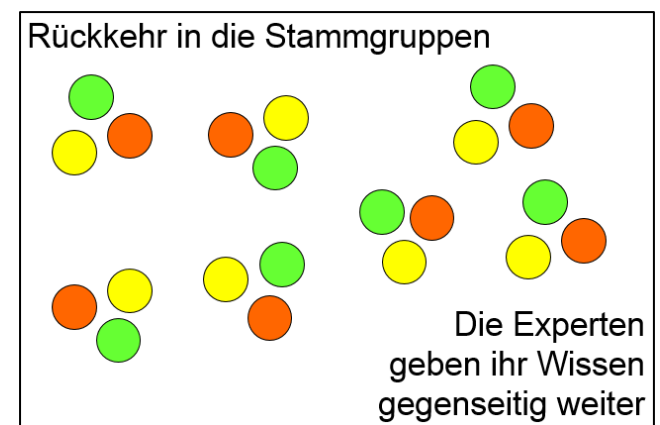 Rückkehr in die Stammgruppen
Die Experten
geben ihr Wissen
gegenseitig weiter